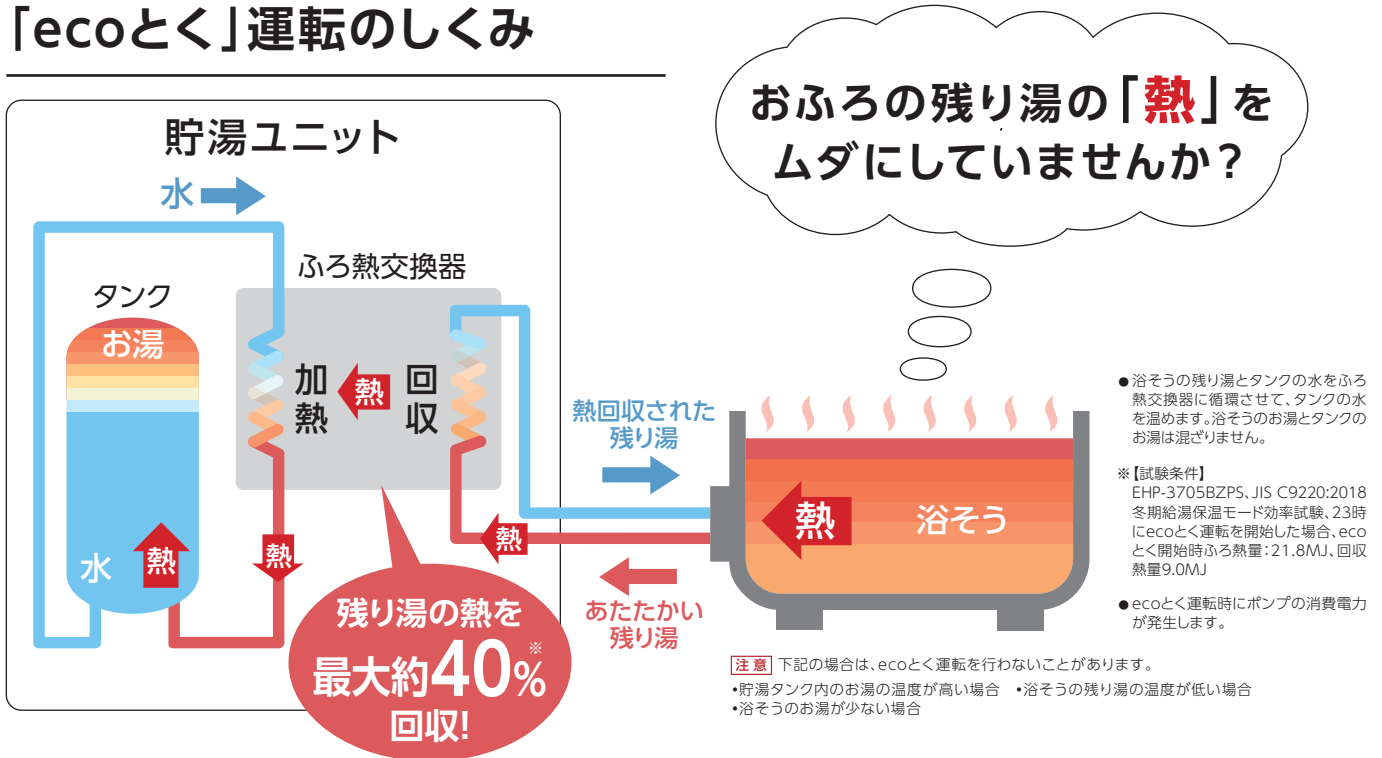 「ecoとく」運転のしくみ
おふろの残り湯の「熱」を
ムダにしていませんか？
貯湯ユニット
水
ふろ熱交換器
タンク
お湯
加熱
熱
回収
水
熱
熱
熱
熱回収された
残り湯
あたたかい
残り湯
熱
浴そう
残り湯の熱を
最大約40%※
回収!
●浴そうの残り湯とタンクの水をふろ
熱交換器に循環させて、タンクの水
を温めます。浴そうのお湯とタンクの
お湯は混ざりません。
※【試験条件】
EHP-3705BZPS、JIS C9220:2018
冬期給湯保温モード効率試験、23時
にecoとく運転を開始した場合、eco
とく開始時ふろ熱量：21.8MJ、回収
熱量9.0MJ
●ecoとく運転時にポンプの消費電力
が発生します。
注意 下記の場合は、ecoとく運転を行わないことがあります。
•貯湯タンク内のお湯の温度が高い場合 •浴そうの残り湯の温度が低い場合
•浴そうのお湯が少ない場合